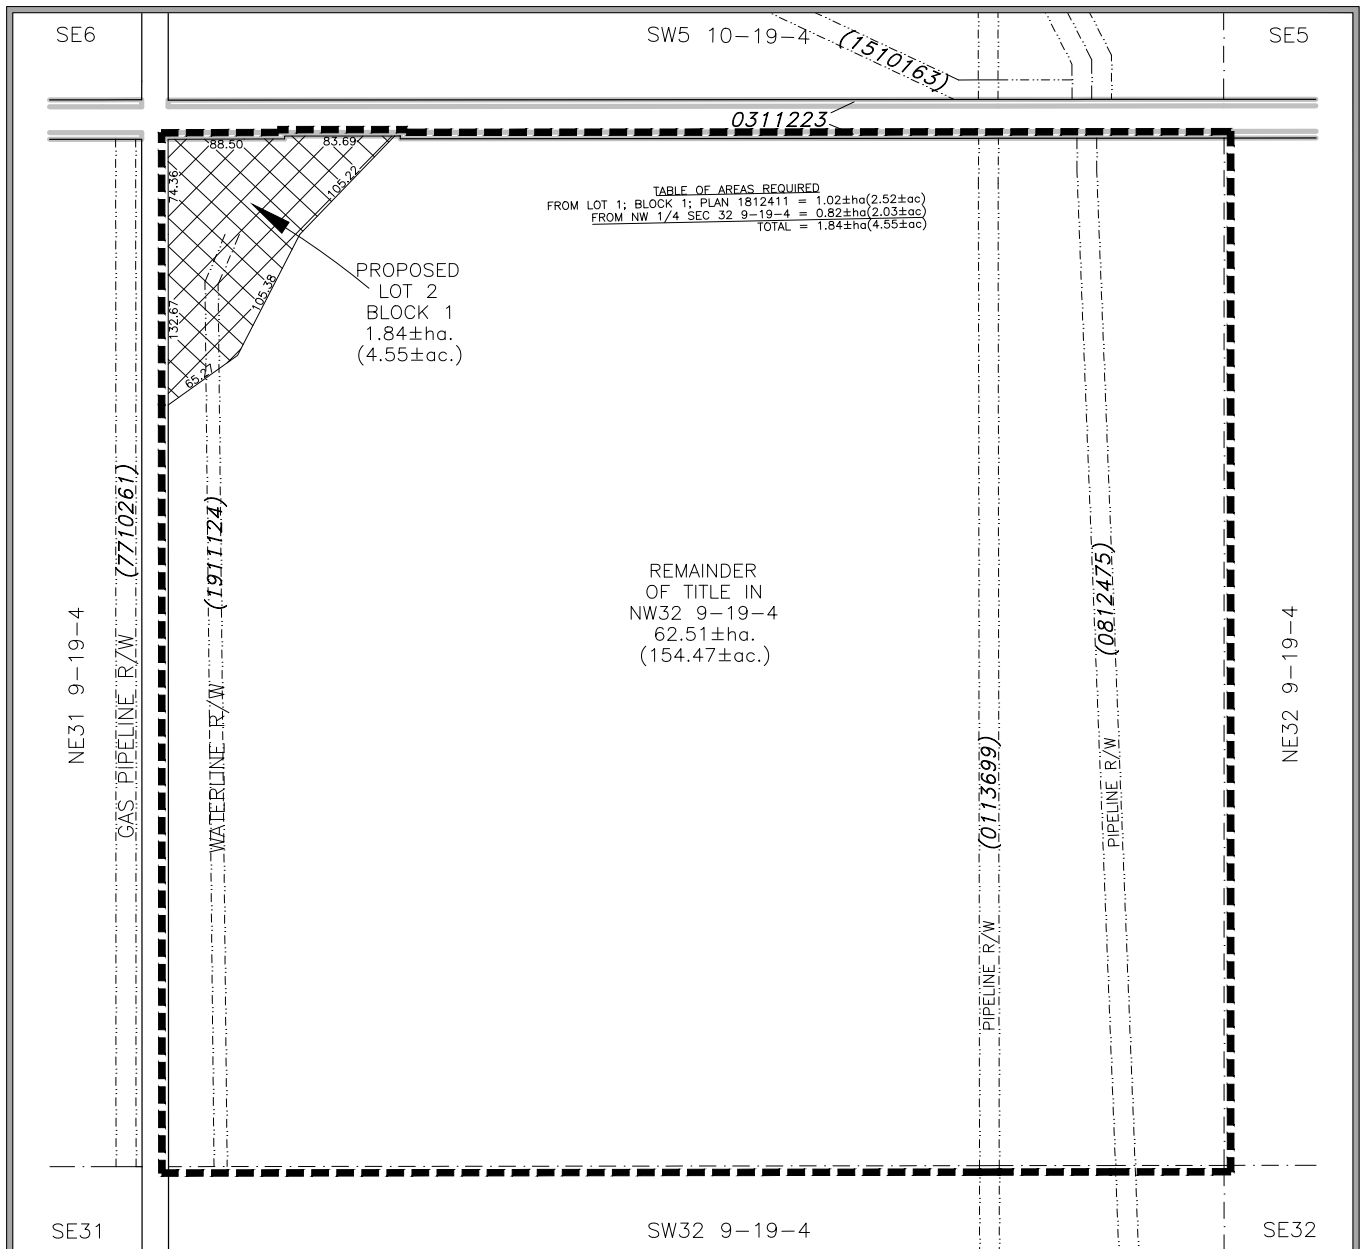 SE6
SW5 10-19-4
SE5
(1510163)
0311223
88.50
83.69
74.36
105.22
TABLE OF AREAS REQUIRED
FROM LOT 1; BLOCK 1; PLAN 1812411 = 1.02±ha(2.52±ac)
FROM NW 1/4 SEC 32 9-19-4 = 0.82±ha(2.03±ac)
TOTAL = 1.84±ha(4.55±ac)
PROPOSED
LOT 2
BLOCK 1
1.84±ha.
(4.55±ac.)
105.38
132.67
65.27
(7710261)
GAS PIPELINE R/W
NE31 9-19-4
(1911124)
WATERLINE R/W
REMAINDER
OF TITLE IN
NW32 9-19-4
62.51±ha.
(154.47±ac.)
(0113699)
PIPELINE R/W
(0812475)
PIPELINE R/W
NE32 9-19-4
SE31
SW32 9-19-4
SE32